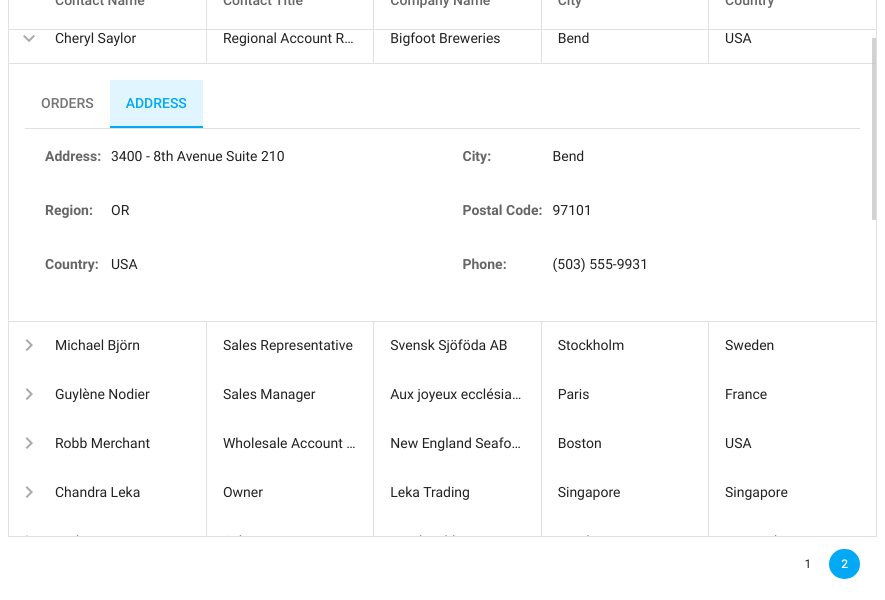 Contact Name Contact Title Company Name City Country
Cheryl Saylor Regional Account R... Bigfoot Breweries Bend USA
ORDERS ADDRESS
Address: 3400 - 8th Avenue Suite 210 City: Bend
Region: OR Postal Code: 97101
Country: USA Phone: (503) 555-9931
Michael Björn Sales Representative Svensk Sjöföda AB Stockholm Sweden
Guylène Nodier Sales Manager Aux joyeux ecclésia... Paris France
Robb Merchant Wholesale Account ... New England Seafo... Boston USA
Chandra Leka Owner Leka Trading Singapore Singapore
1 2